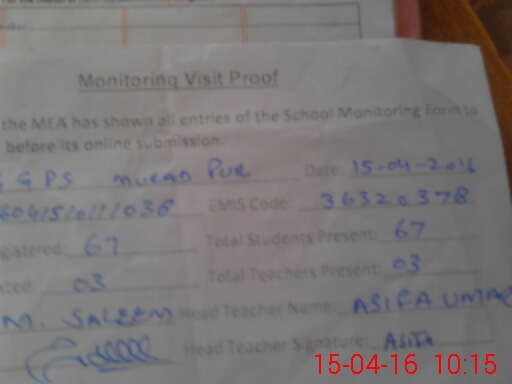 Monitoring Visit Proof
the MEA has shown all entries of the School Monitoring Form to
before its online submission.
GPS MURAD PUR Date: 15-04-2016
EMIS Code: 36320378
gistered: 67 Total Students Present: 67
sted: 03 Total Teachers Present: 03
M. SALEEM Head Teacher Name: ASIFA UMAR
Head Teacher Signature: Asifa
15-04-16 10:15